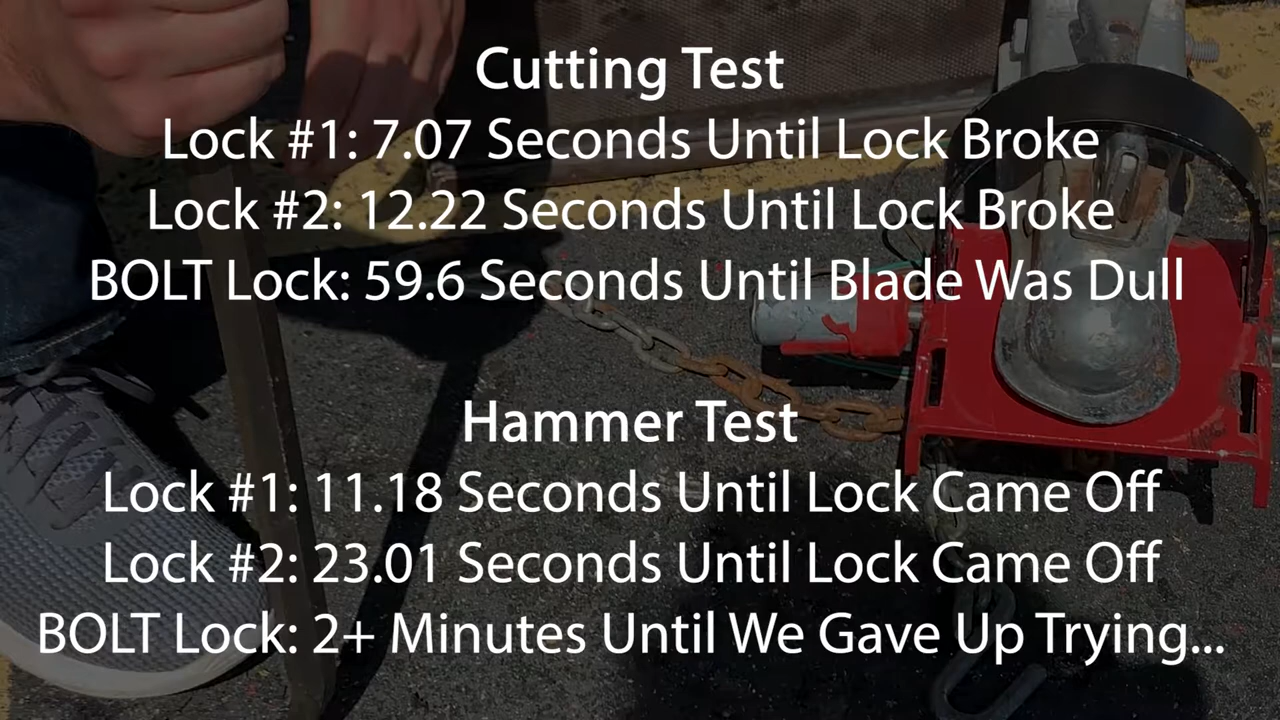 Cutting Test
Lock #1: 7.07 Seconds Until Lock Broke
Lock #2: 12.22 Seconds Until Lock Broke
BOLT Lock: 59.6 Seconds Until Blade Was Dull
Hammer Test
Lock #1: 11.18 Seconds Until Lock Came Off
Lock #2: 23.01 Seconds Until Lock Came Off
BOLT Lock: 2+ Minutes Until We Gave Up Trying...